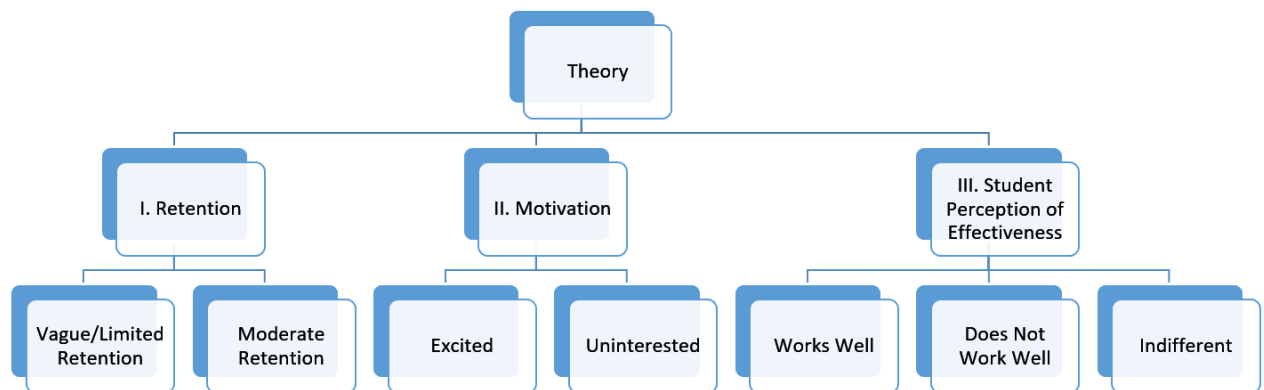 Theory
I. Retention
II. Motivation
III. Student
Perception of
Effectiveness
Vague/Limited
Retention
Moderate
Retention
Excited
Uninterested
Works Well
Does Not
Work Well
Indifferent